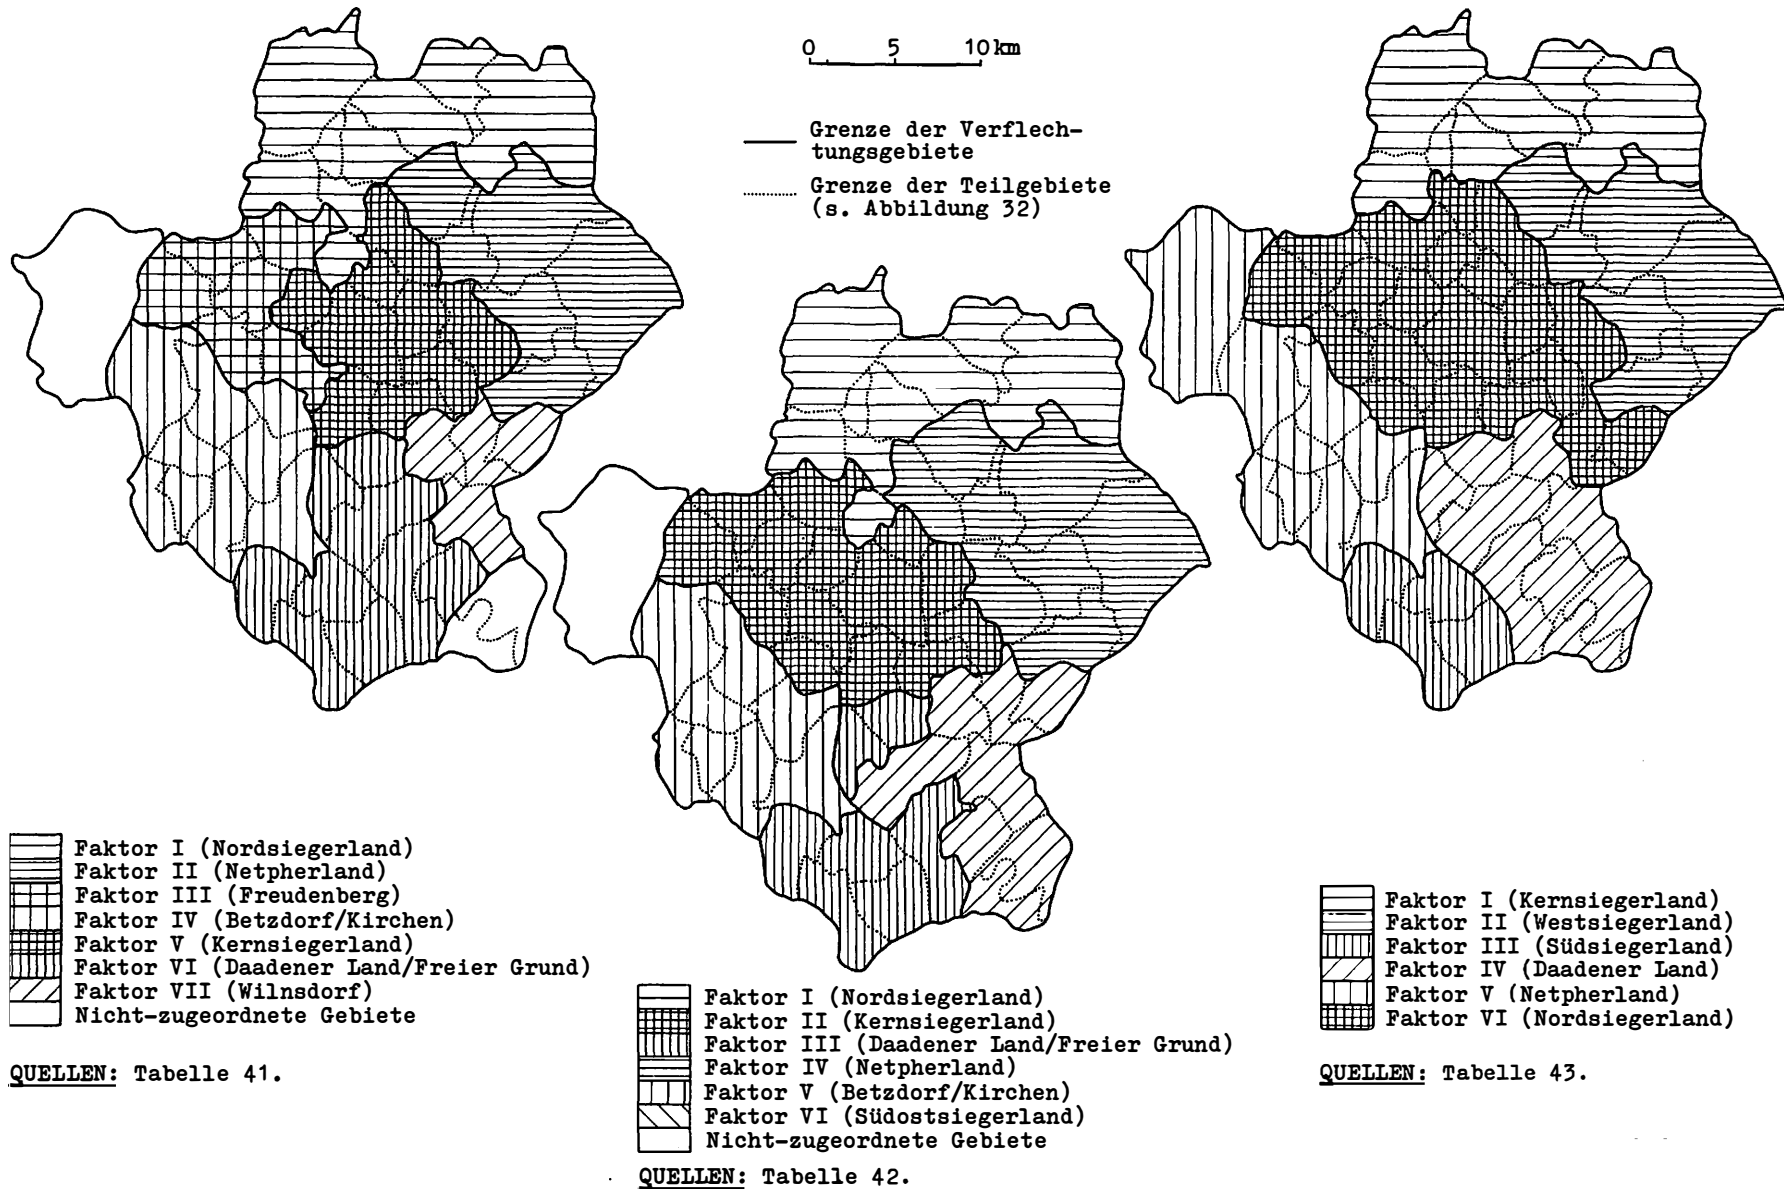 0 5 10 km
Grenze der Verflech-
tungsgebiete
Grenze der Teilgebiete
(s. Abbildung 32)
Faktor I (Nordsiegerland)
Faktor II (Netpherland)
Faktor III (Freudenberg)
Faktor IV (Betzdorf/Kirchen)
Faktor V (Kernsiegerland)
Faktor VI (Daadener Land/Freier Grund)
Faktor VII (Wilnsdorf)
Nicht-zugeordnete Gebiete
QUELLEN: Tabelle 41.
Faktor I (Nordsiegerland)
Faktor II (Kernsiegerland)
Faktor III (Daadener Land/Freier Grund)
Faktor IV (Netpherland)
Faktor V (Betzdorf/Kirchen)
Faktor VI (Südostsiegerland)
Nicht-zugeordnete Gebiete
QUELLEN: Tabelle 42.
Faktor I (Kernsiegerland)
Faktor II (Westsiegerland)
Faktor III (Südsiegerland)
Faktor IV (Daadener Land)
Faktor V (Netpherland)
Faktor VI (Nordsiegerland)
QUELLEN: Tabelle 43.